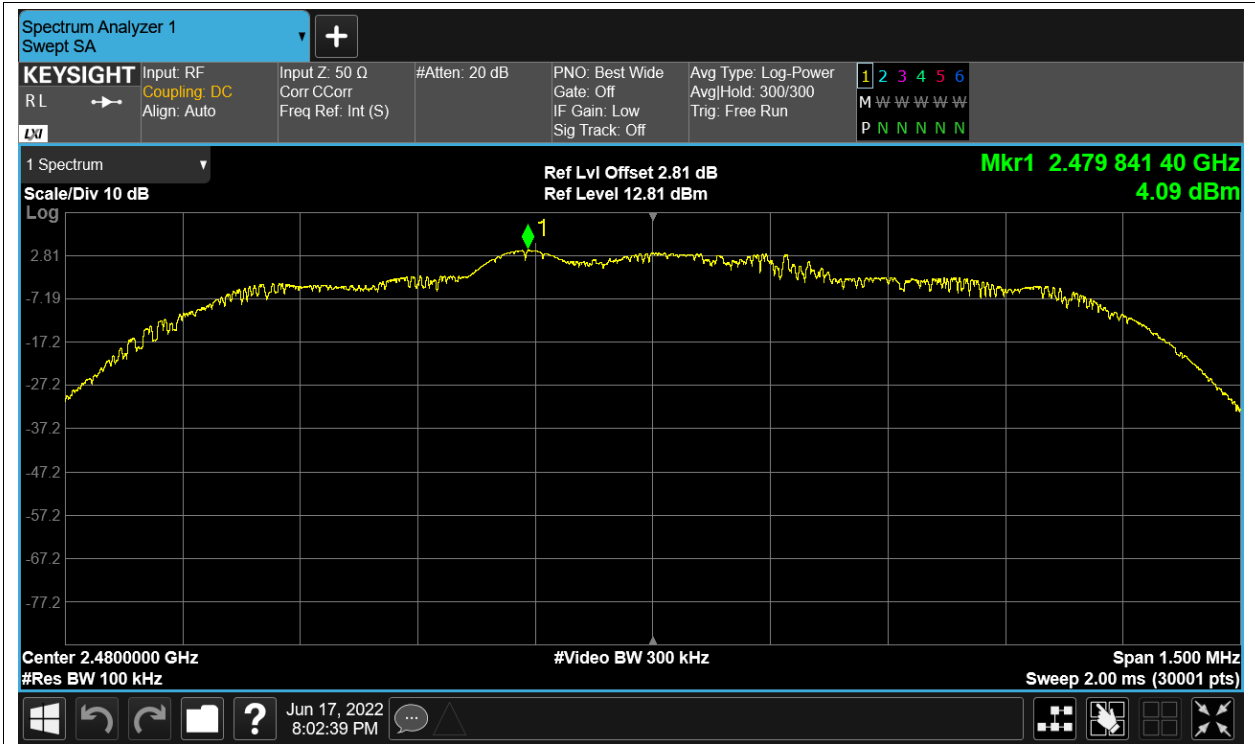 Spectrum Analyzer 1
Swept SA
KEYSIGHT
R L
LXI
Input: RF
Coupling: DC
Align: Auto
Input Z: 50 Ω
Corr CCorr
Freq Ref: Int (S)
#Atten: 20 dB
PNO: Best Wide
Gate: Off
IF Gain: Low
Sig Track: Off
Avg Type: Log-Power
Avg|Hold: 300/300
Trig: Free Run
1 2 3 4 5 6
M W W W W W
P N N N N N
1 Spectrum
Scale/Div 10 dB
Log
Ref Lvl Offset 2.81 dB
Ref Level 12.81 dBm
Mkr1 2.479 841 40 GHz
4.09 dBm
1
2.81
-7.19
-17.2
-27.2
-37.2
-47.2
-57.2
-67.2
-77.2
Center 2.4800000 GHz
#Video BW 300 kHz
Span 1.500 MHz
#Res BW 100 kHz
Sweep 2.00 ms (30001 pts)
?
Jun 17, 2022
8:02:39 PM